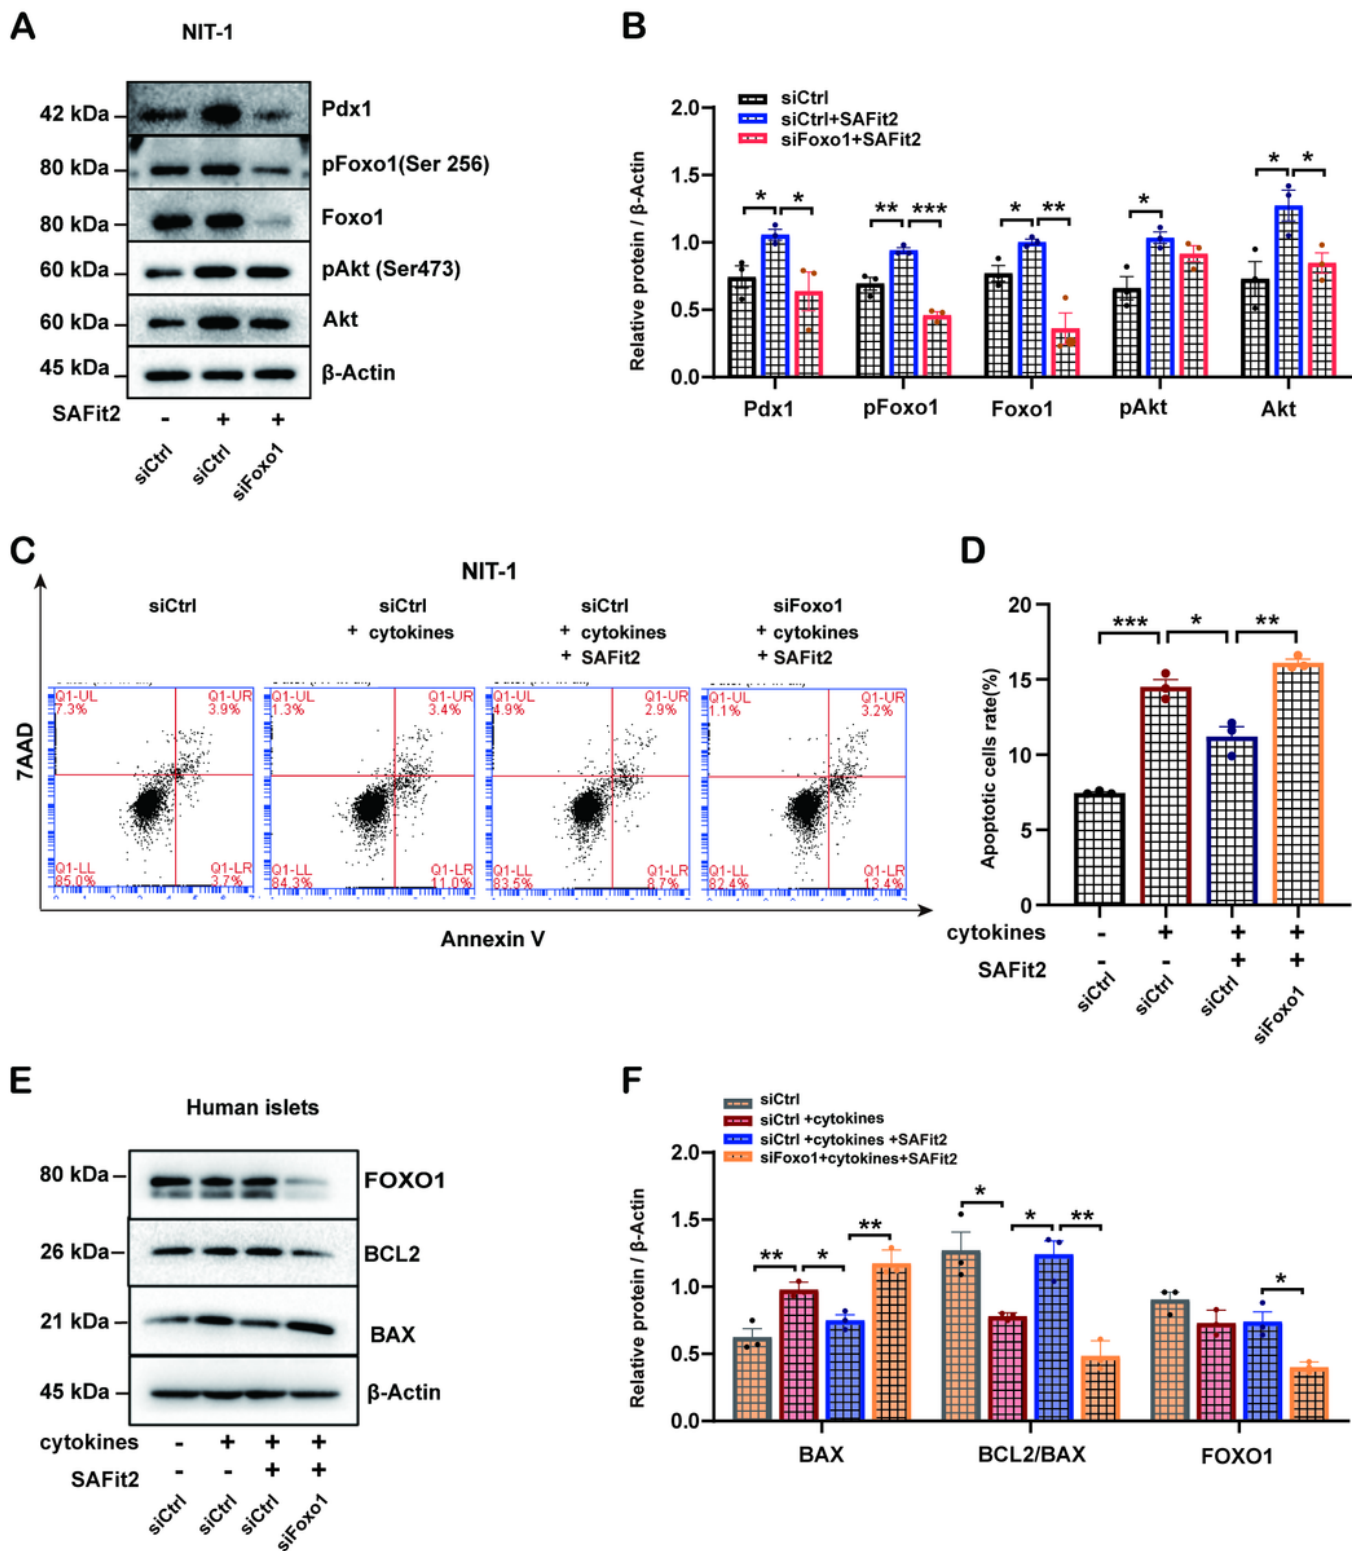 A
NIT-1
42 kDa
Pdx1
80 kDa
pFoxo1(Ser 256)
80 kDa
Foxo1
60 kDa
pAkt (Ser473)
60 kDa
Akt
45 kDa
β-Actin
SAFit2 - + +
siCtrl siCtrl siFoxo1
B
siCtrl
siCtrl+SAFit2
siFoxo1+SAFit2
Relative protein / β-Actin
2.0
1.5
1.0
0.5
0.0
* * ** *** * ** * * *
Pdx1 pFoxo1 Foxo1 pAkt Akt
C
NIT-1
siCtrl siCtrl siCtrl siFoxo1
+ cytokines + cytokines + cytokines
+ SAFit2 + SAFit2
Q1-UL Q1-UR Q1-UL Q1-UR Q1-UL Q1-UR Q1-UL Q1-UR
7.3% 3.9% 1.3% 3.4% 4.9% 2.9% 1.1% 3.2%
7AAD
Q1-LL Q1-LR Q1-LL Q1-LR Q1-LL Q1-LR Q1-LL Q1-LR
85.0% 3.7% 84.3% 11.0% 83.5% 8.7% 82.4% 13.4%
Annexin V
D
Apoptotic cells rate(%)
20
15
10
5
0
*** * **
cytokines - + + +
SAFit2 - - + +
siCtrl siCtrl siCtrl siFoxo1
E
Human islets
80 kDa
FOXO1
26 kDa
BCL2
21 kDa
BAX
45 kDa
β-Actin
cytokines - + + +
SAFit2 - - + +
siCtrl siCtrl siCtrl siFoxo1
F
siCtrl
siCtrl +cytokines
siCtrl +cytokines +SAFit2
siFoxo1+cytokines+SAFit2
Relative protein / β-Actin
2.0
1.5
1.0
0.5
0.0
** * ** * * ** *
BAX BCL2/BAX FOXO1